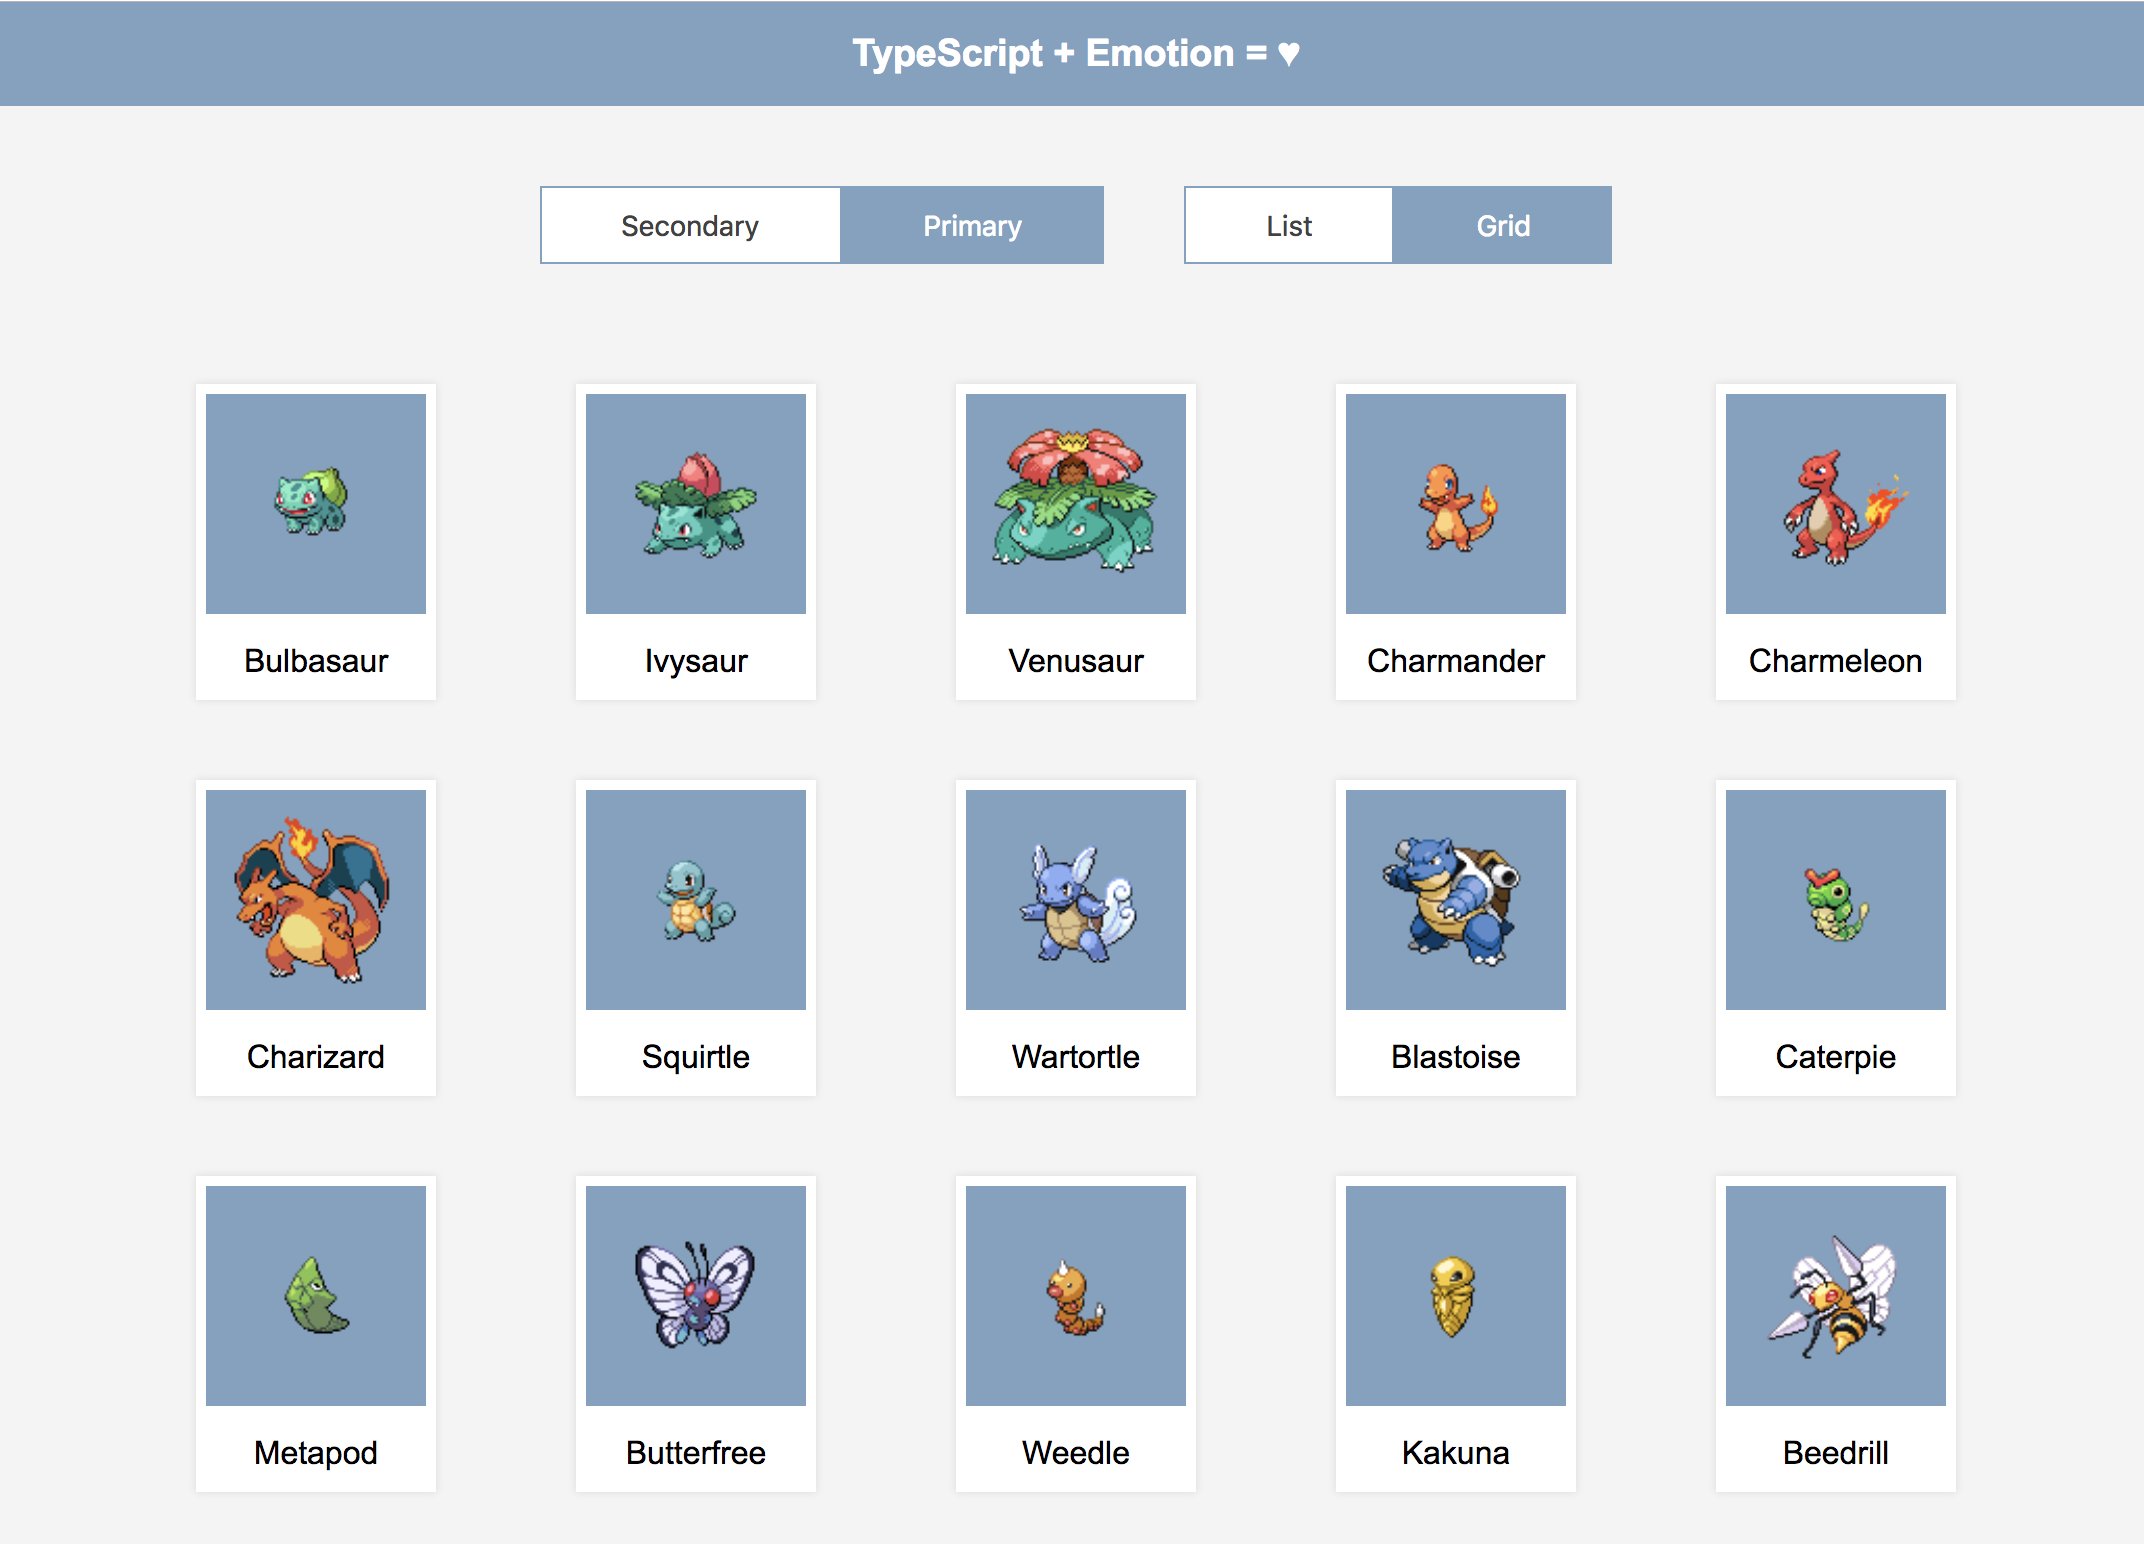 TypeScript + Emotion = ♥
Secondary Primary List Grid
Bulbasaur Ivysaur Venusaur Charmander Charmeleon
Charizard Squirtle Wartortle Blastoise Caterpie
Metapod Butterfree Weedle Kakuna Beedrill